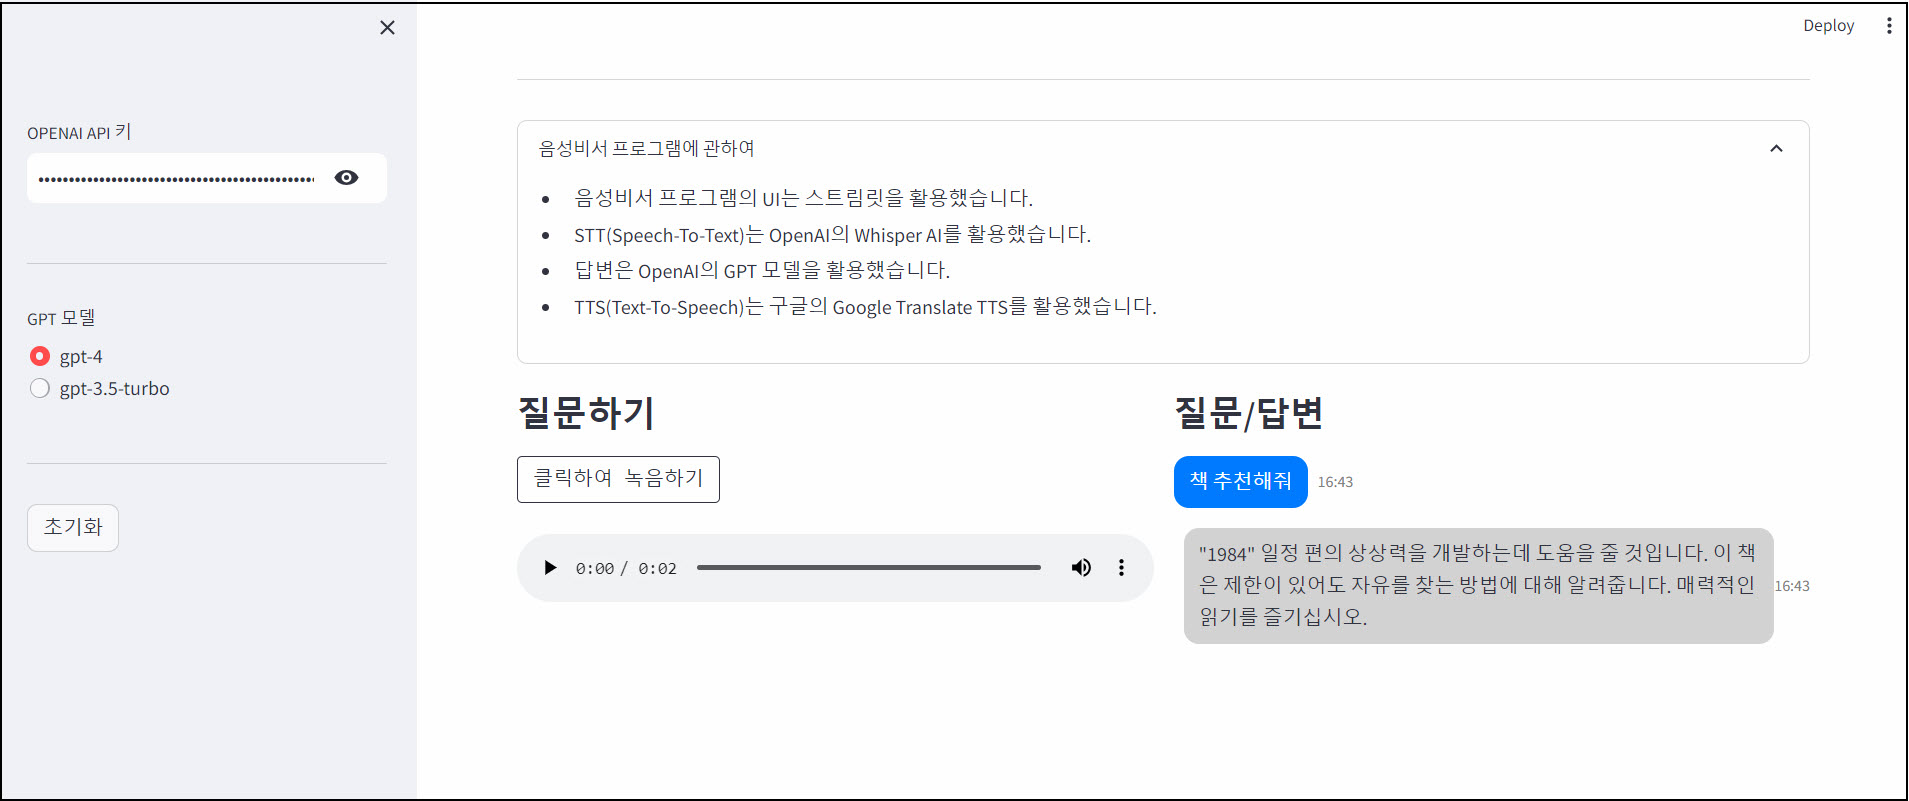 Deploy
OPENAI API 키
••••••••••••••••••••••••••••••••••••••••••••••
GPT 모델
gpt-4
gpt-3.5-turbo
초기화
음성비서 프로그램에 관하여
• 음성비서 프로그램의 UI는 스트림릿을 활용했습니다.
• STT(Speech-To-Text)는 OpenAI의 Whisper AI를 활용했습니다.
• 답변은 OpenAI의 GPT 모델을 활용했습니다.
• TTS(Text-To-Speech)는 구글의 Google Translate TTS를 활용했습니다.
질문하기
클릭하여 녹음하기
0:00 / 0:02
질문/답변
책 추천해줘 16:43
"1984" 일정 편의 상상력을 개발하는데 도움을 줄 것입니다. 이 책
은 제한이 있어도 자유를 찾는 방법에 대해 알려줍니다. 매력적인 16:43
읽기를 즐기십시오.